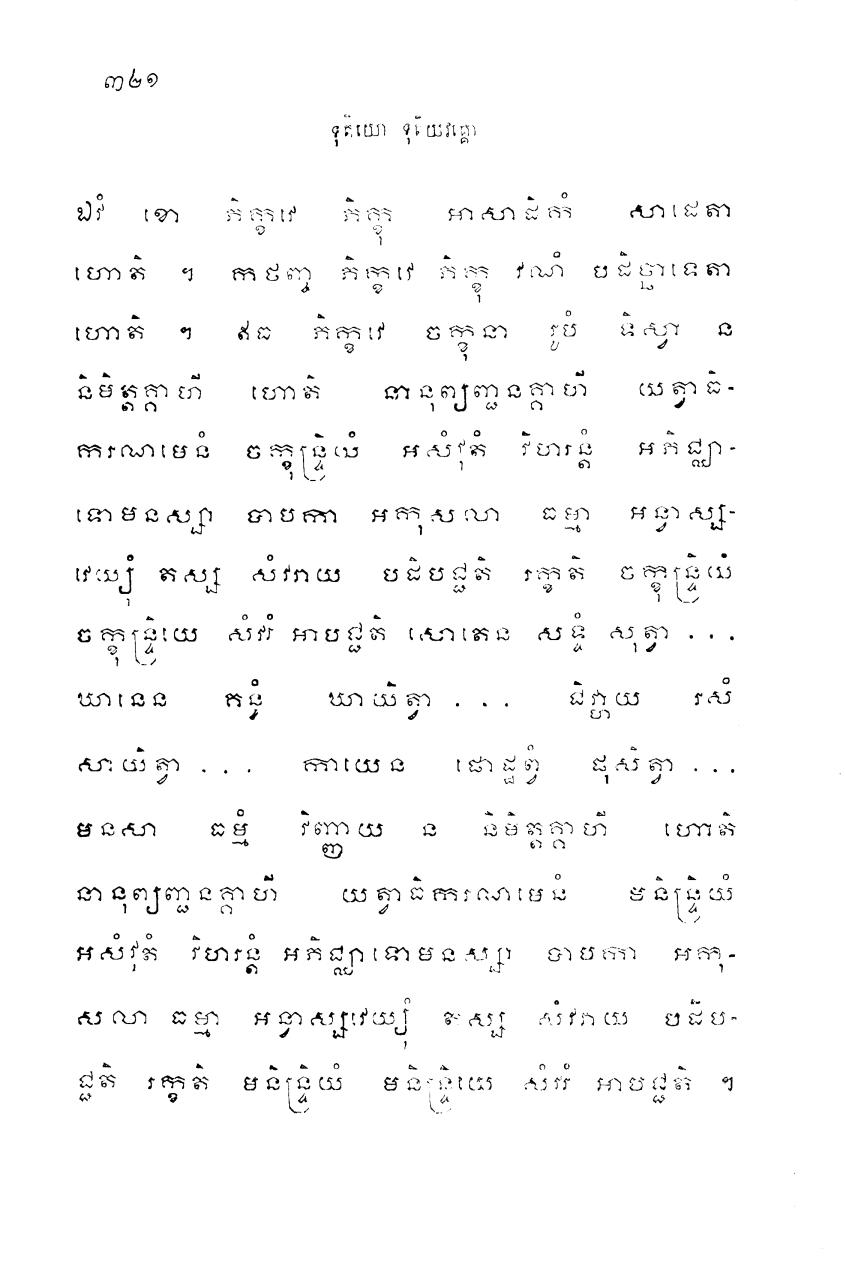 ៣២១
ទុតិយោ ទុតិយវគ្គោ
ឯវំ ខោ ភិក្ខវេ ភិក្ខុ អាសាដិកំ សាដេតា
ហោតិ ។ កថញ្ច ភិក្ខវេ ភិក្ខុ វណំ បដិច្ឆាទេតា
ហោតិ ។ ឥធ ភិក្ខវេ ចក្ខុនា រូបំ ទិស្វា ន
និមិត្តគ្គាហី ហោតិ នានុព្យញ្ជនគ្គាហី យត្វាធិ-
ករណមេនំ ចក្ខុន្ទ្រិយំ អសំវុតំ វិហរន្តំ អភិជ្ឈា-
ទោមនស្សា បាបកា អកុសលា ធម្មា អន្វាស្ស-
វេយ្យុំ តស្ស សំវរាយ បដិបជ្ជតិ រក្ខតិ ចក្ខុន្ទ្រិយំ
ចក្ខុន្ទ្រិយេ សំវរំ អាបជ្ជតិ សោតេន សទ្ទំ សុត្វា ...
ឃានេន គន្ធំ ឃាយិត្វា ... ជិវ្ហាយ រសំ
សាយិត្វា ... កាយេន ផោដ្ឋព្វំ ផុសិត្វា ...
មនសា ធម្មំ វិញ្ញាយ ន និមិត្តគ្គាហី ហោតិ
នានុព្យញ្ជនគ្គាហី យត្វាធិករណមេនំ មនិន្ទ្រិយំ
អសំវុតំ វិហរន្តំ អភិជ្ឈាទោមនស្សា បាបកា អកុ-
សលា ធម្មា អន្វាស្សវេយ្យុំ តស្ស សំវរាយ បដិប-
ជ្ជតិ រក្ខតិ មនិន្ទ្រិយំ មនិន្ទ្រិយេ សំវរំ អាបជ្ជតិ ។